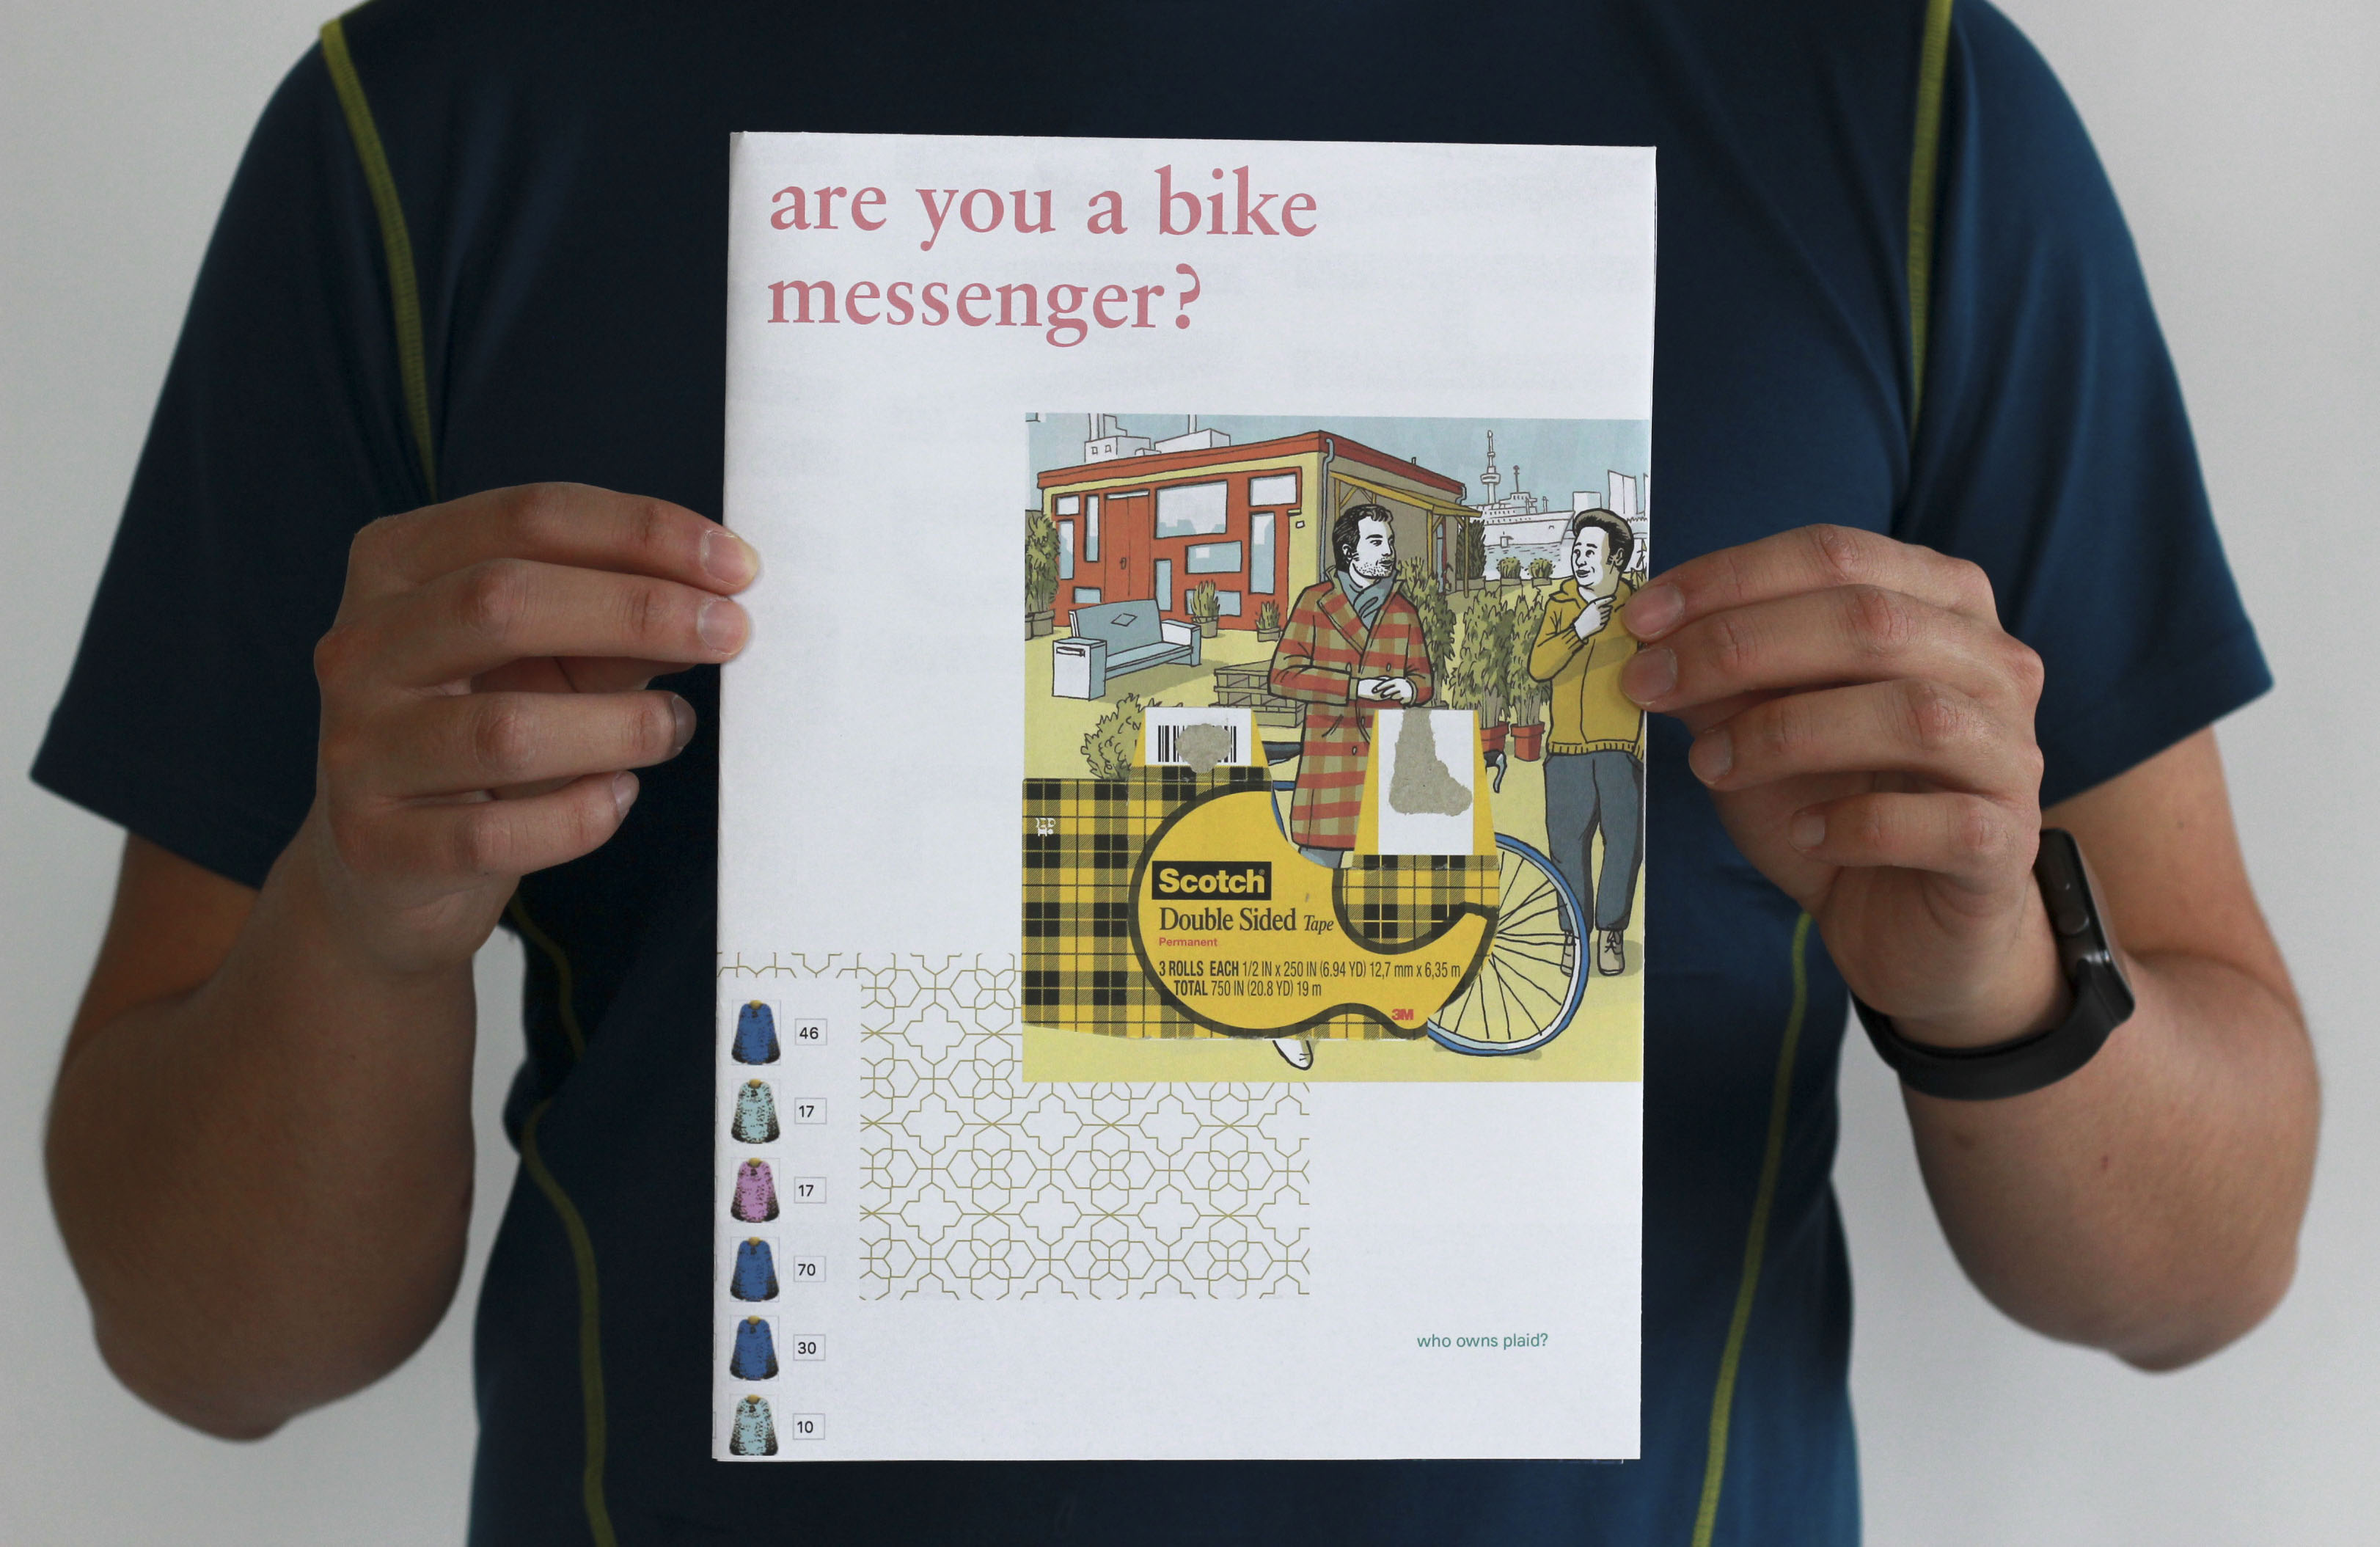 are you a bike
messenger?
Scotch
Double Sided Tape
Permanent
3 ROLLS EACH 1/2 IN x 250 IN (6.94 YD) 12,7 mm x 6,35 m
TOTAL 750 IN (20.8 YD) 19 m
3M
46
17
17
70
30
10
who owns plaid?